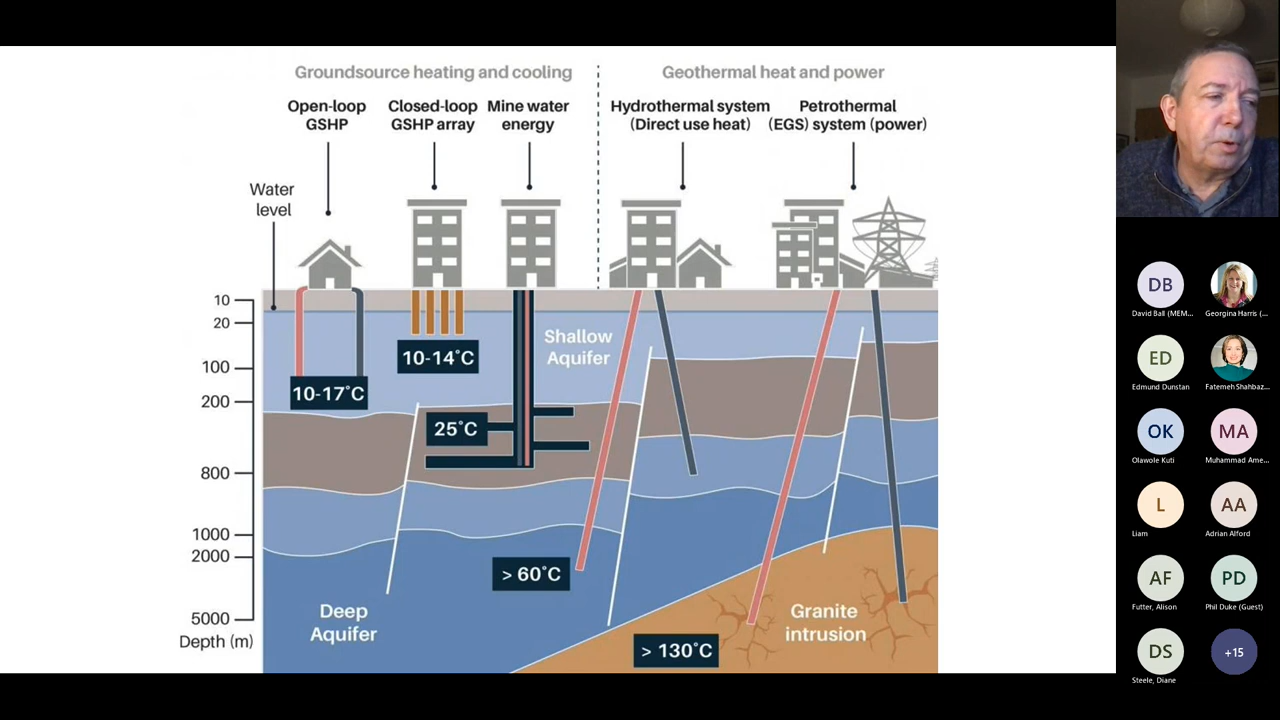 Groundsource heating and cooling
Geothermal heat and power
Open-loop
GSHP
Closed-loop
GSHP array
Mine water
energy
Hydrothermal system
(Direct use heat)
Petrothermal
(EGS) system (power)
Water
level
10
20
100
200
800
1000
2000
5000
Depth (m)
10-17°C
10-14°C
25°C
Shallow
Aquifer
> 60°C
Deep
Aquifer
> 130°C
Granite
intrusion
DB
David Ball (MEM...
Georgina Harris (...
ED
Edmund Dunstan
Fatemeh Shahbaz...
OK
Olawole Kuti
MA
Muhammad Ame...
L
Liam
AA
Adrian Alford
AF
Futter, Alison
PD
Phil Duke (Guest)
DS
Steele, Diane
+15